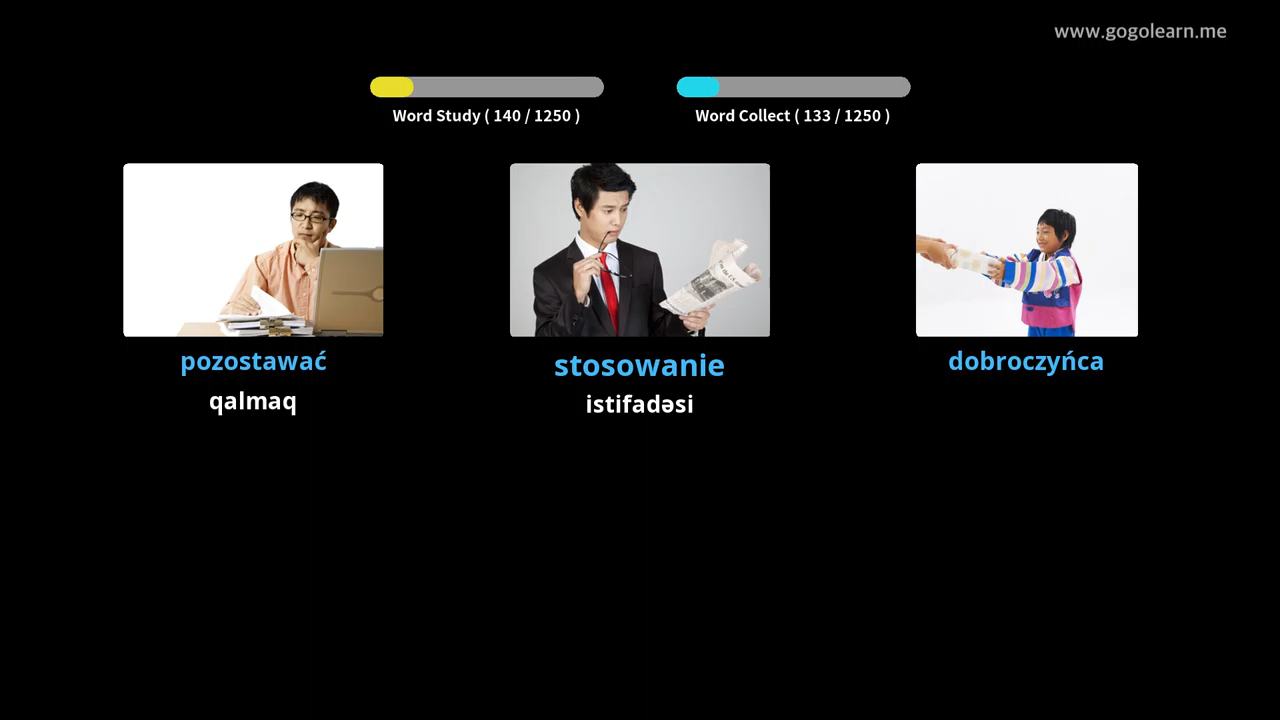 www.gogolearn.me
Word Study ( 140 / 1250 )
Word Collect ( 133 / 1250 )
pozostawać
stosowanie
dobroczyńca
qalmaq
istifadəsi